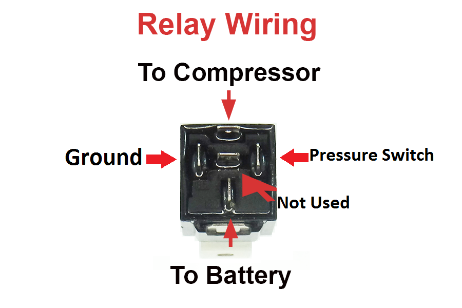 Relay Wiring
To Compressor
Ground
Pressure Switch
Not Used
To Battery